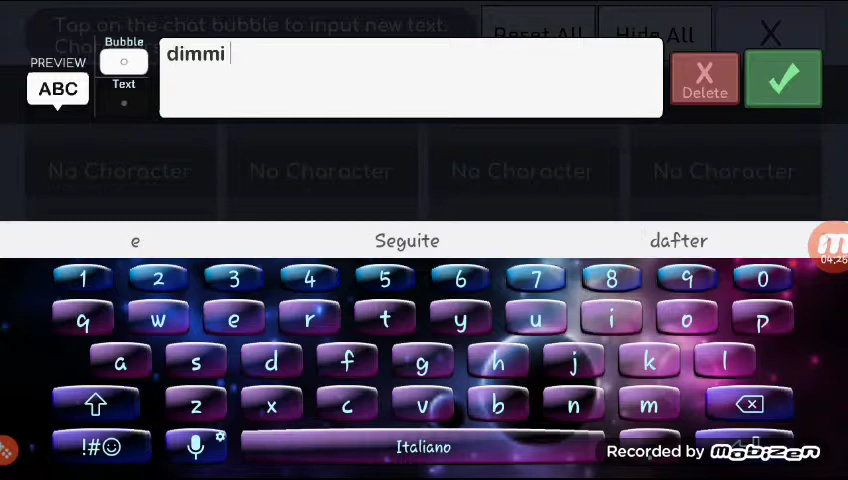 Tap on the chat bubble to input new text.
Reset All
Hide All
X
Bubble
PREVIEW
ABC
Text
dimmi
X
Delete
No Character
No Character
No Character
No Character
e
Seguite
dafter
04:25
1 2 3 4 5 6 7 8 9 0
q w e r t y u i o p
a s d f g h j k l
z x c v b n m
!#☺
Italiano
Recorded by mobizen